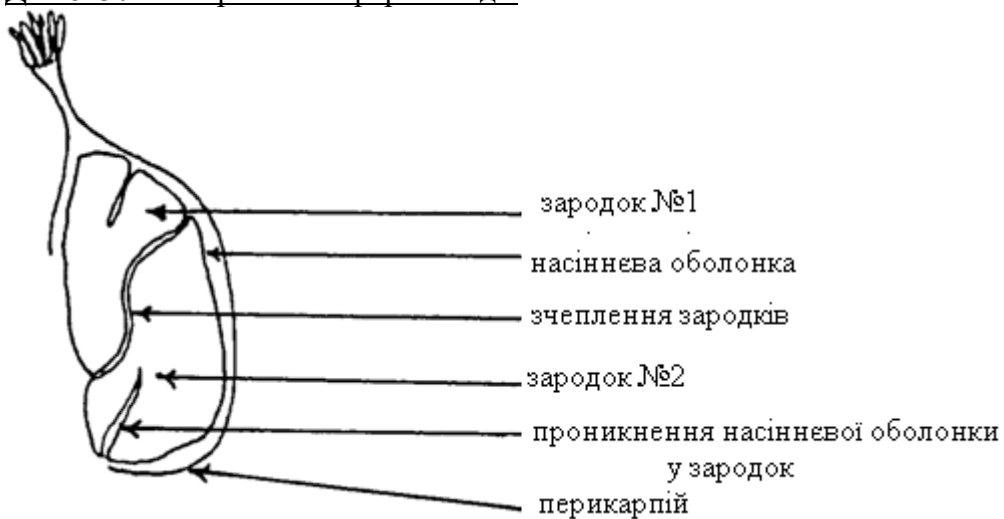 зародок №1
насіннєва оболонка
зчеплення зародків
зародок №2
проникнення насіннєвої оболонки
у зародок
перикарпій